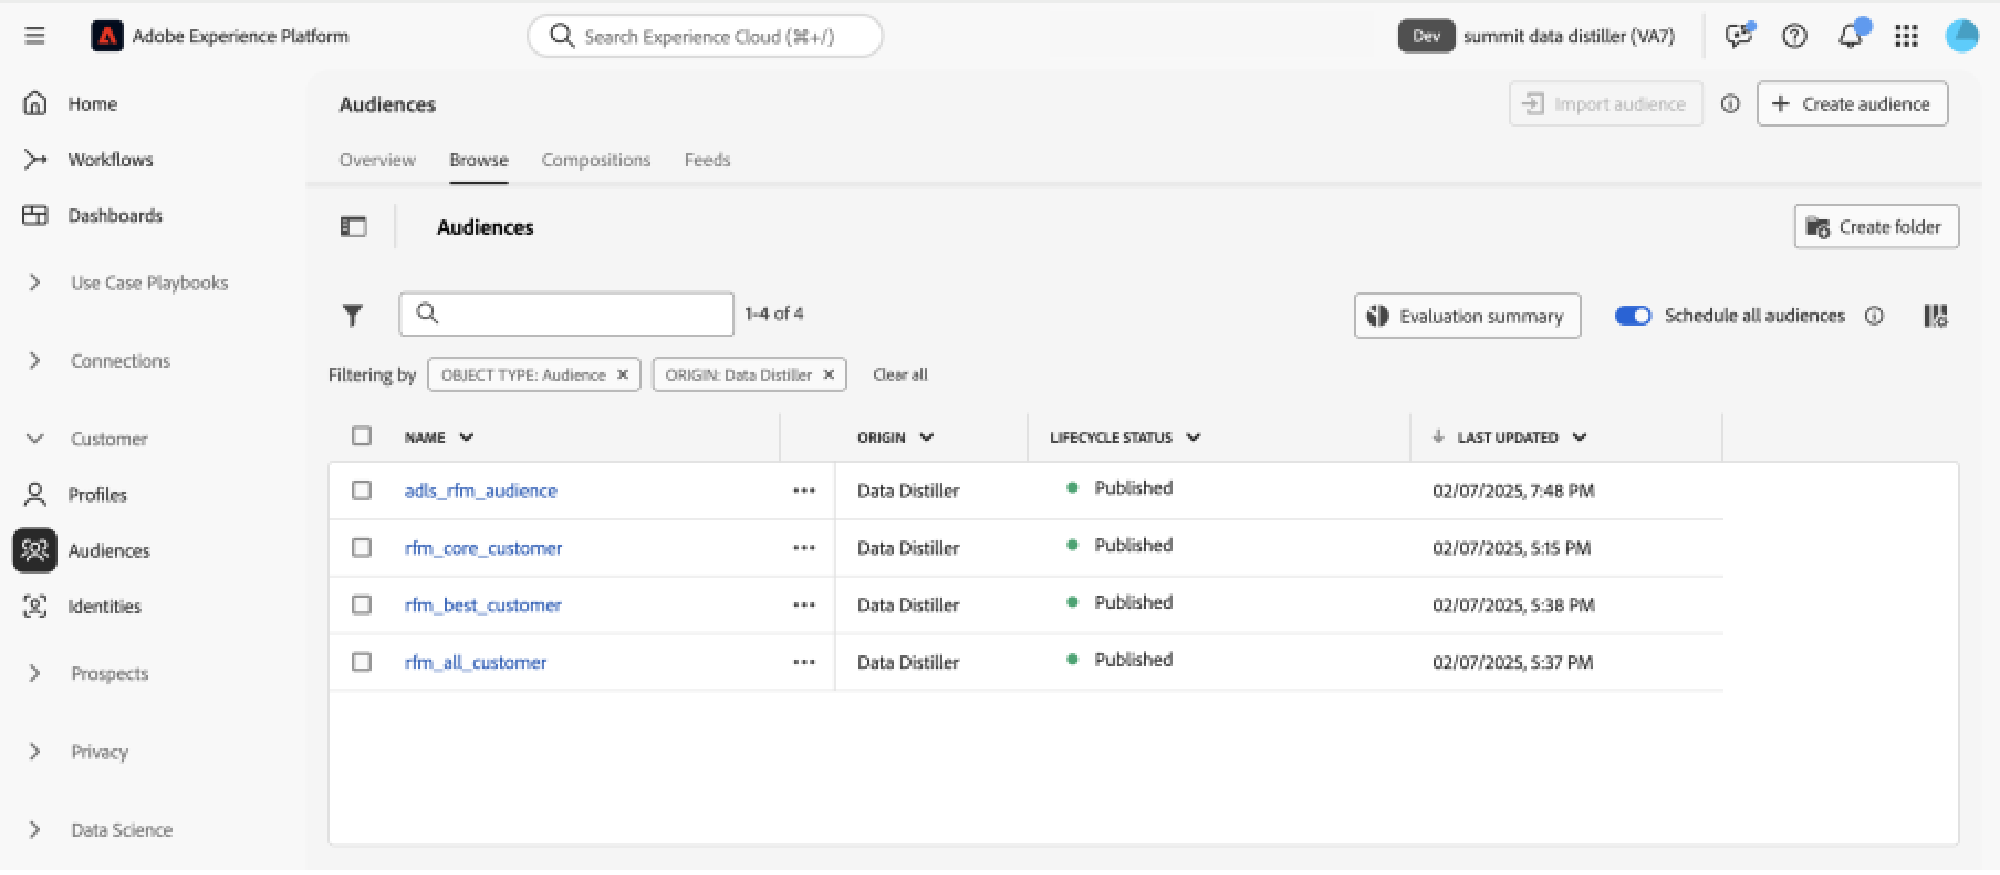 Adobe Experience Platform
Search Experience Cloud (⌘+/)
Dev summit data distiller (VA7)
Home
Workflows
Dashboards
Use Case Playbooks
Connections
Customer
Profiles
Audiences
Identities
Prospects
Privacy
Data Science
Audiences
Import audience
Create audience
Overview Browse Compositions Feeds
Audiences
Create folder
1-4 of 4
Evaluation summary
Schedule all audiences
Filtering by OBJECT TYPE: Audience × ORIGIN: Data Distiller × Clear all
NAME ORIGIN LIFECYCLE STATUS LAST UPDATED
adls_rfm_audience ••• Data Distiller Published 02/07/2025, 7:48 PM
rfm_core_customer ••• Data Distiller Published 02/07/2025, 5:15 PM
rfm_best_customer ••• Data Distiller Published 02/07/2025, 5:38 PM
rfm_all_customer ••• Data Distiller Published 02/07/2025, 5:37 PM